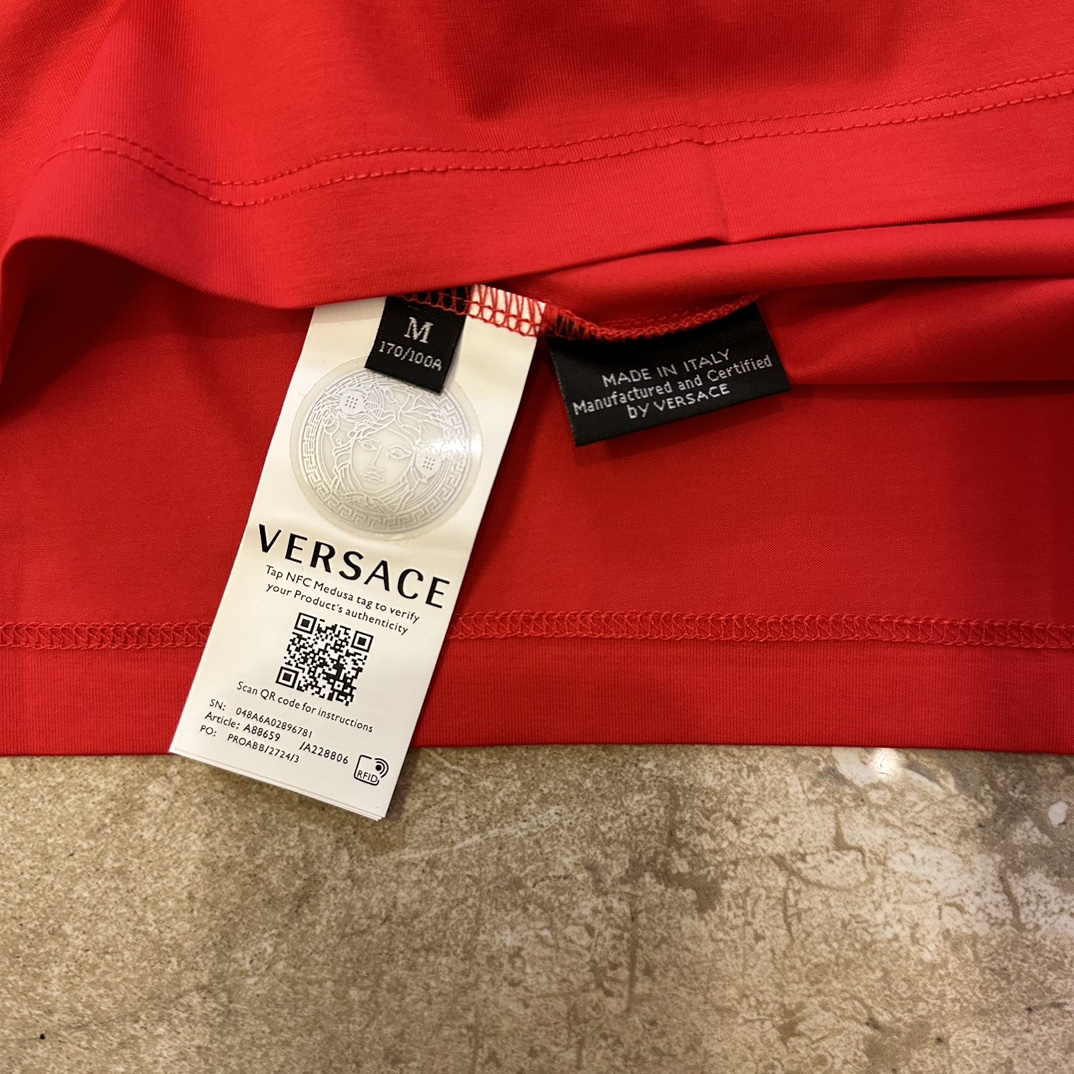 M
170/100A
MADE IN ITALY
Manufactured and Certified
by VERSACE
VERSACE
Tap NFC Medusa tag to verify
your Product's authenticity
Scan QR code for instructions
SN: 048A6A02896781
Article: A88659 /A228806
PO: PROABB/2724/3
RFID